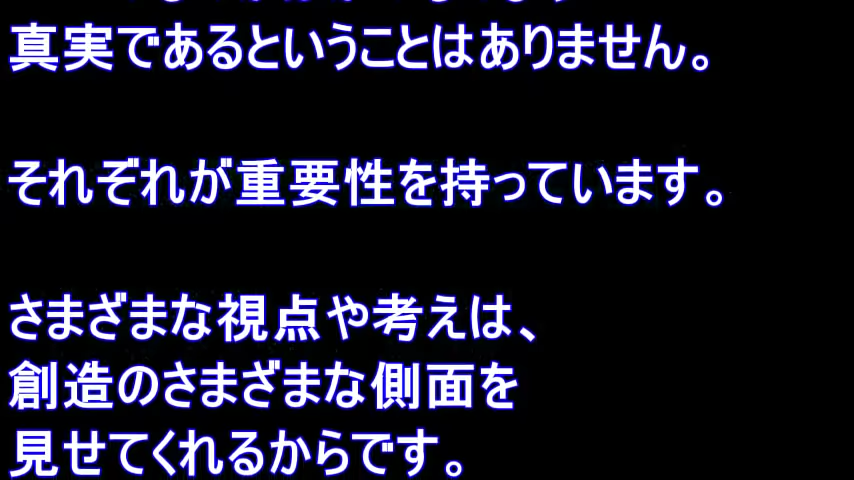 真実であるということはありません。
それぞれが重要性を持っています。
さまざまな視点や考えは、
創造のさまざまな側面を
見せてくれるからです。